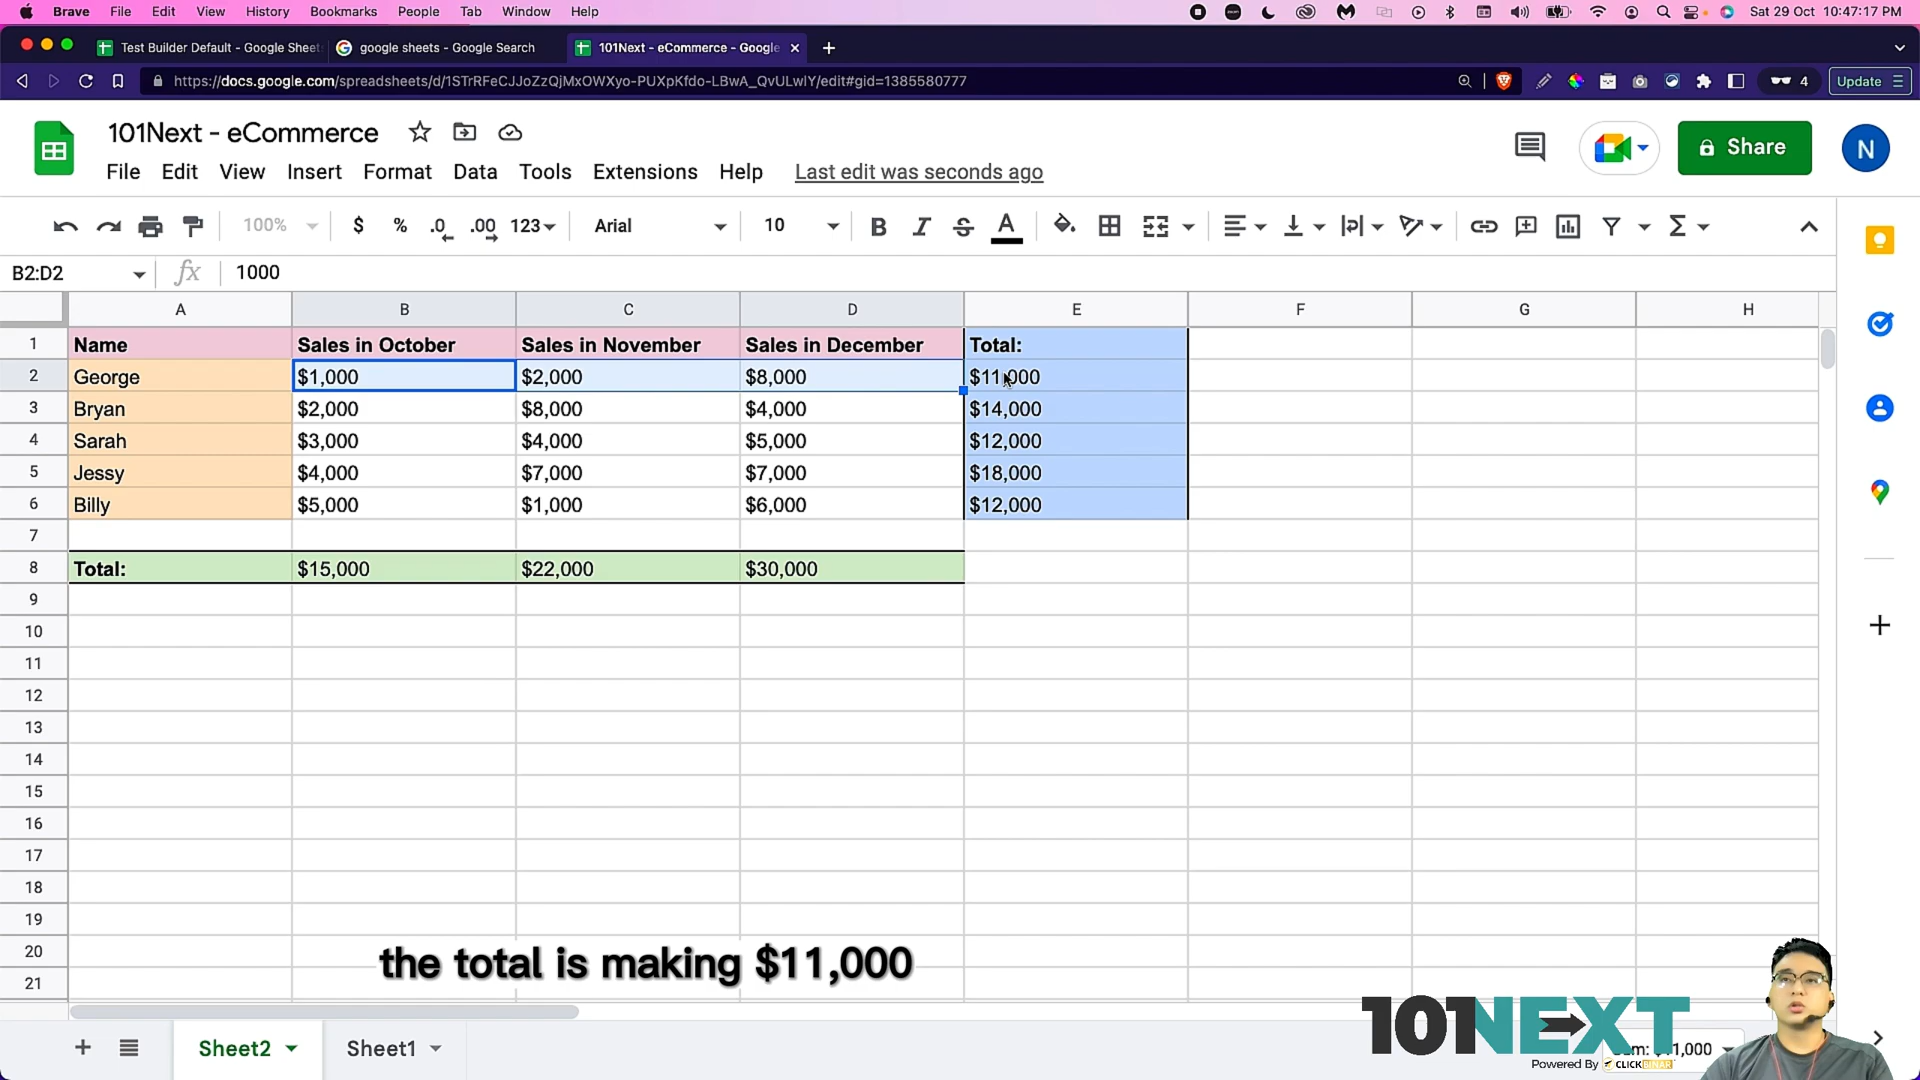 Brave File Edit View History Bookmarks People Tab Window Help Sat 29 Oct 10:47:17 PM
Test Builder Default - Google Sheet google sheets - Google Search 101Next - eCommerce - Google
https://docs.google.com/spreadsheets/d/1STrRFeCJJoZzQjMxOWXyo-PUXpKfdo-LBwA_QvULwlY/edit#gid=1385580777 4 Update
101Next - eCommerce
Share
N
File Edit View Insert Format Data Tools Extensions Help Last edit was seconds ago
100% $ % .0 .00 123 Arial 10 B I S A
B2:D2 fx 1000
A B C D E F G H
1 Name Sales in October Sales in November Sales in December Total:
2 George $1,000 $2,000 $8,000 $11,000
3 Bryan $2,000 $8,000 $4,000 $14,000
4 Sarah $3,000 $4,000 $5,000 $12,000
5 Jessy $4,000 $7,000 $7,000 $18,000
6 Billy $5,000 $1,000 $6,000 $12,000
7
8 Total: $15,000 $22,000 $30,000
9
10
11
12
13
14
15
16
17
18
19
20
the total is making $11,000
21
101NEXT
Sheet2 Sheet1
Powered By CLICKBINAR